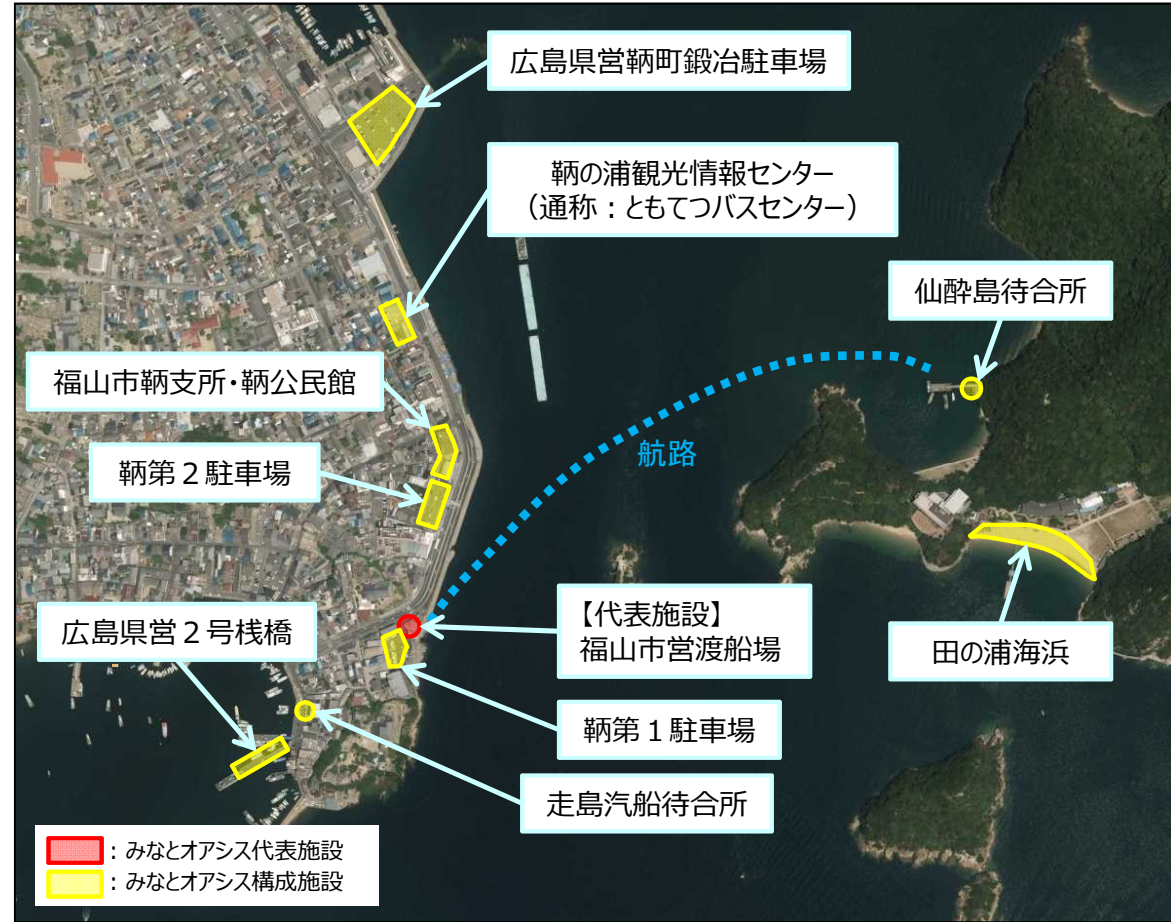 広島県営鞆町鍛冶駐車場
鞆の浦観光情報センター
（通称：ともてつバスセンター）
仙酔島待合所
福山市鞆支所・鞆公民館
航路
鞆第２駐車場
【代表施設】
福山市営渡船場
広島県営２号桟橋
田の浦海浜
鞆第１駐車場
走島汽船待合所
：みなとオアシス代表施設
：みなとオアシス構成施設